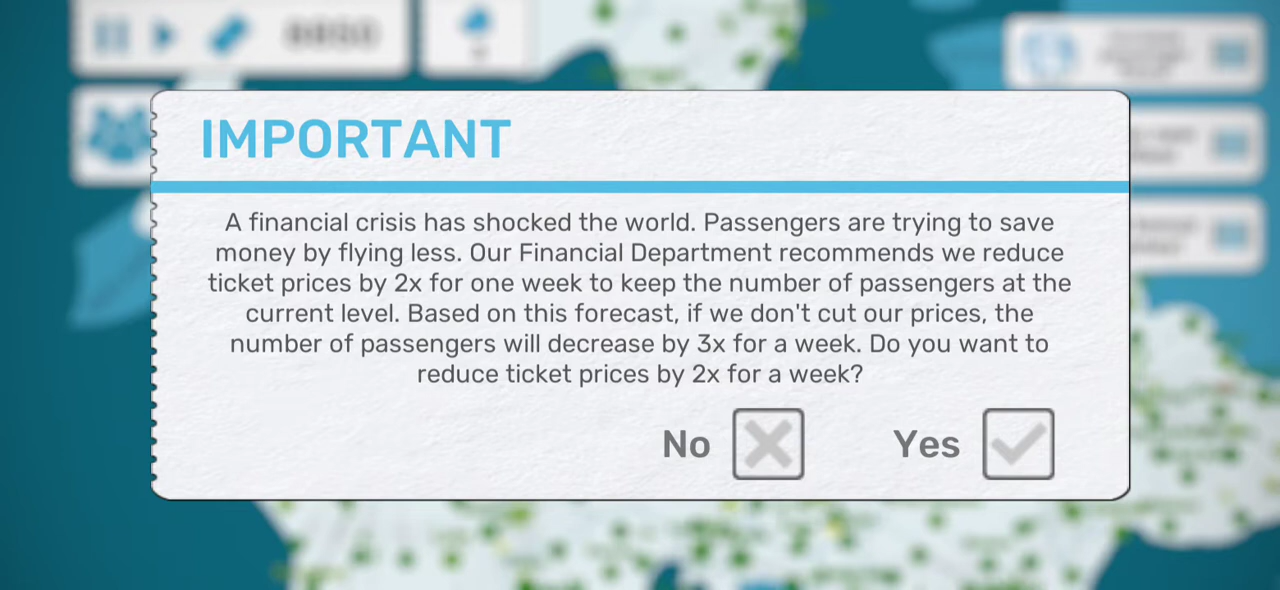 IMPORTANT
A financial crisis has shocked the world. Passengers are trying to save
money by flying less. Our Financial Department recommends we reduce
ticket prices by 2x for one week to keep the number of passengers at the
current level. Based on this forecast, if we don't cut our prices, the
number of passengers will decrease by 3x for a week. Do you want to
reduce ticket prices by 2x for a week?
No Yes